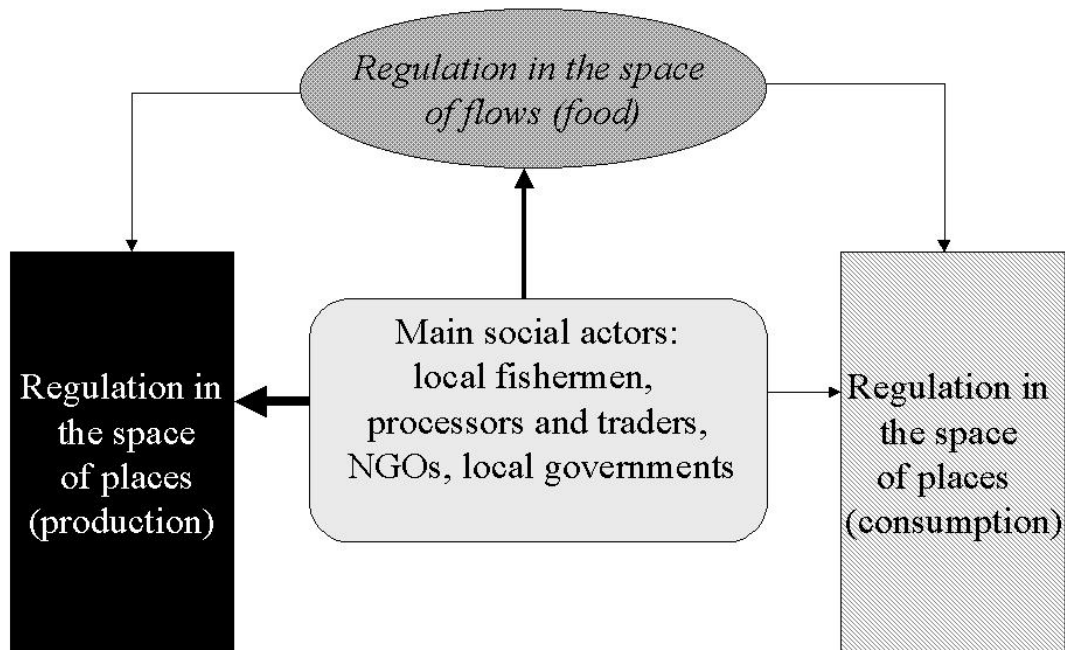 Regulation in the space
of flows (food)
Main social actors:
local fishermen,
processors and traders,
NGOs, local governments
Regulation in
the space
of places
(production)
Regulation in
the space
of places
(consumption)